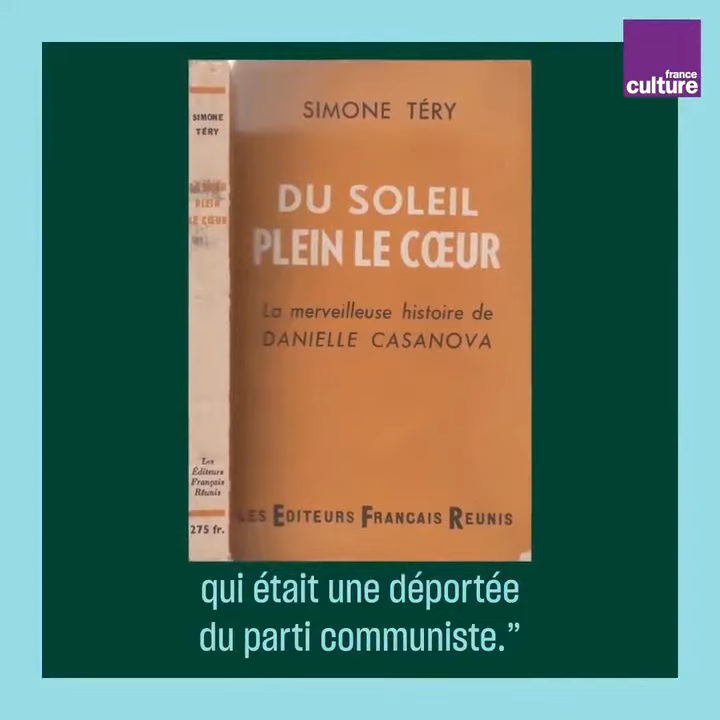 france
culture
SIMONE
TÉRY
PLEIN
LE CŒUR
Les
Éditeurs
Français
Réunis
275 fr.
SIMONE TÉRY
DU SOLEIL
PLEIN LE CŒUR
La merveilleuse histoire de
DANIELLE CASANOVA
LES EDITEURS FRANCAIS REUNIS
qui était une déportée
du parti communiste.”